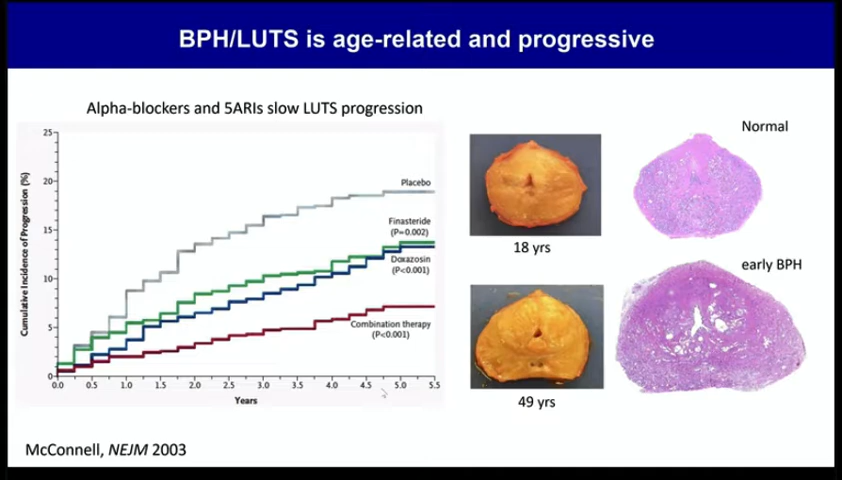 BPH/LUTS is age-related and progressive
Alpha-blockers and 5ARIs slow LUTS progression
Cumulative Incidence of Progression (%)
25
20
15
10
5
0
Placebo
Finasteride
(P=0.002)
Doxazosin
(P<0.001)
Combination therapy
(P<0.001)
0.0 0.5 1.0 1.5 2.0 2.5 3.0 3.5 4.0 4.5 5.0 5.5
Years
Normal
18 yrs
early BPH
49 yrs
McConnell, NEJM 2003